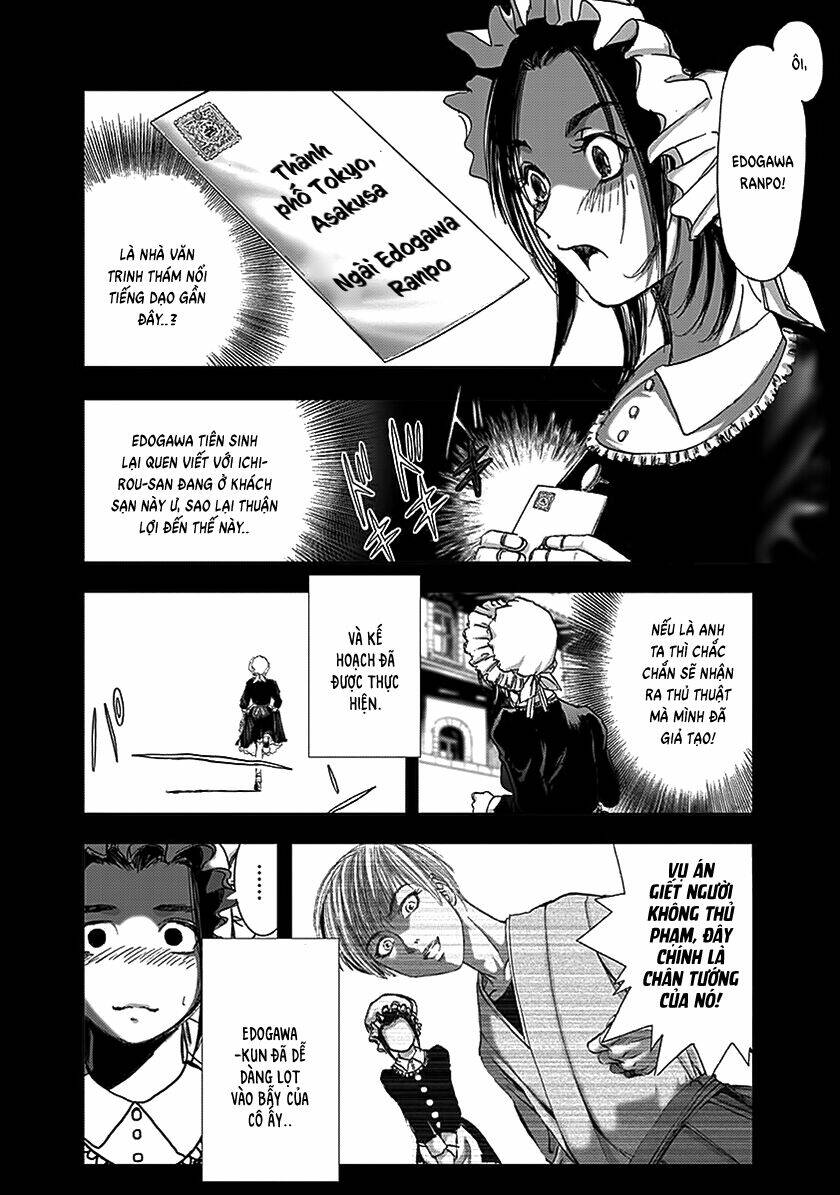 ÔI,
EDOGAWA
RANPO!
Thành
phố Tokyo,
Asakusa
Ngài Edogawa
Ranpo
LÀ NHÀ VĂN
TRINH THÁM NỔI
TIẾNG DẠO GẦN
ĐÂY..?
EDOGAWA TIÊN SINH
LẠI QUEN VIẾT VỚI ICHI-
ROU-SAN ĐANG Ở KHÁCH
SẠN NÀY Ư, SAO LẠI THUẬN
LỢI ĐẾN THẾ NÀY..
ドキ
ドキ
NẾU LÀ ANH
TA THÌ CHẮC
CHẮN SẼ NHẬN
RA THỦ THUẬT
MÀ MÌNH ĐÃ
GIẢ TẠO!
VÀ KẾ
HOẠCH ĐÃ
ĐƯỢC THỰC
HIỆN.
VỤ ÁN
GIẾT NGƯỜI
KHÔNG THỦ
PHẠM, ĐÂY
CHÍNH LÀ
CHÂN TƯỚNG
CỦA NÓ!
EDOGAWA
-KUN ĐÃ DỄ
DÀNG LỌT
VÀO BẪY CỦA
CÔ ẤY..
........